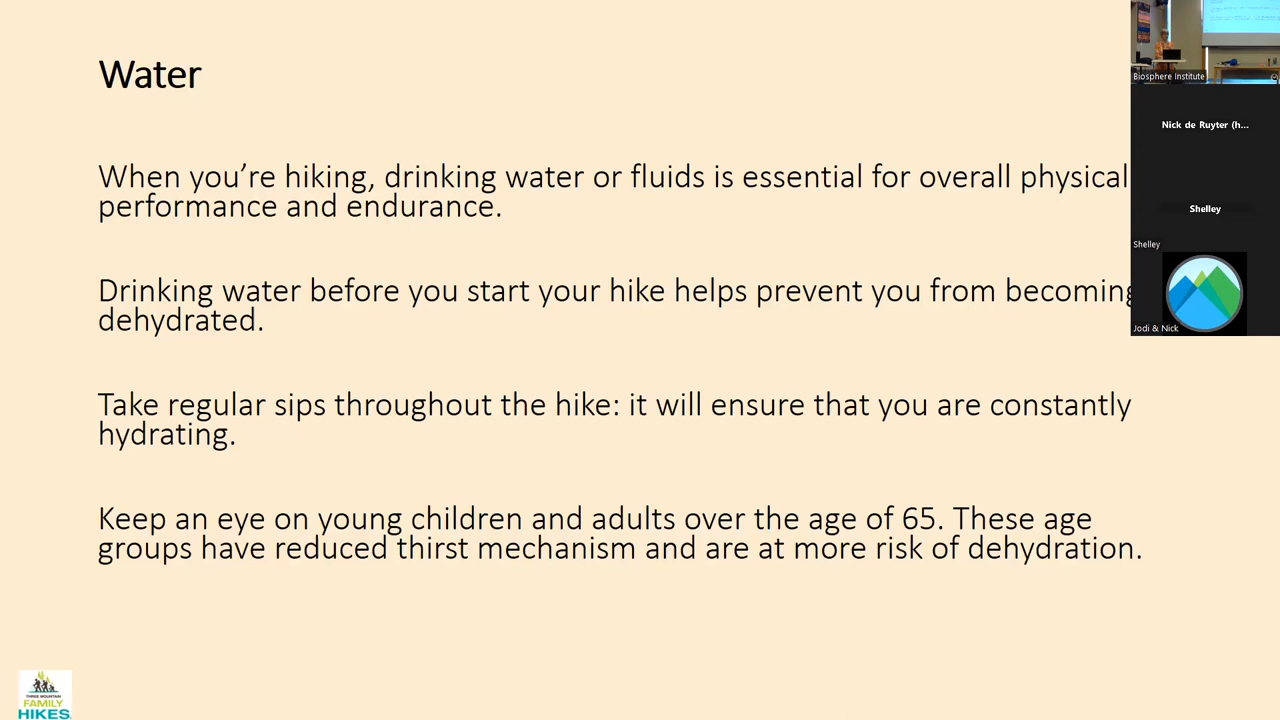 Water
When you’re hiking, drinking water or fluids is essential for overall physical
performance and endurance.
Drinking water before you start your hike helps prevent you from becoming
dehydrated.
Take regular sips throughout the hike: it will ensure that you are constantly
hydrating.
Keep an eye on young children and adults over the age of 65. These age
groups have reduced thirst mechanism and are at more risk of dehydration.
Biosphere Institute
Nick de Ruyter (h...
Shelley
Shelley
Jodi & Nick
THREE MOUNTAIN
FAMILY
HIKES